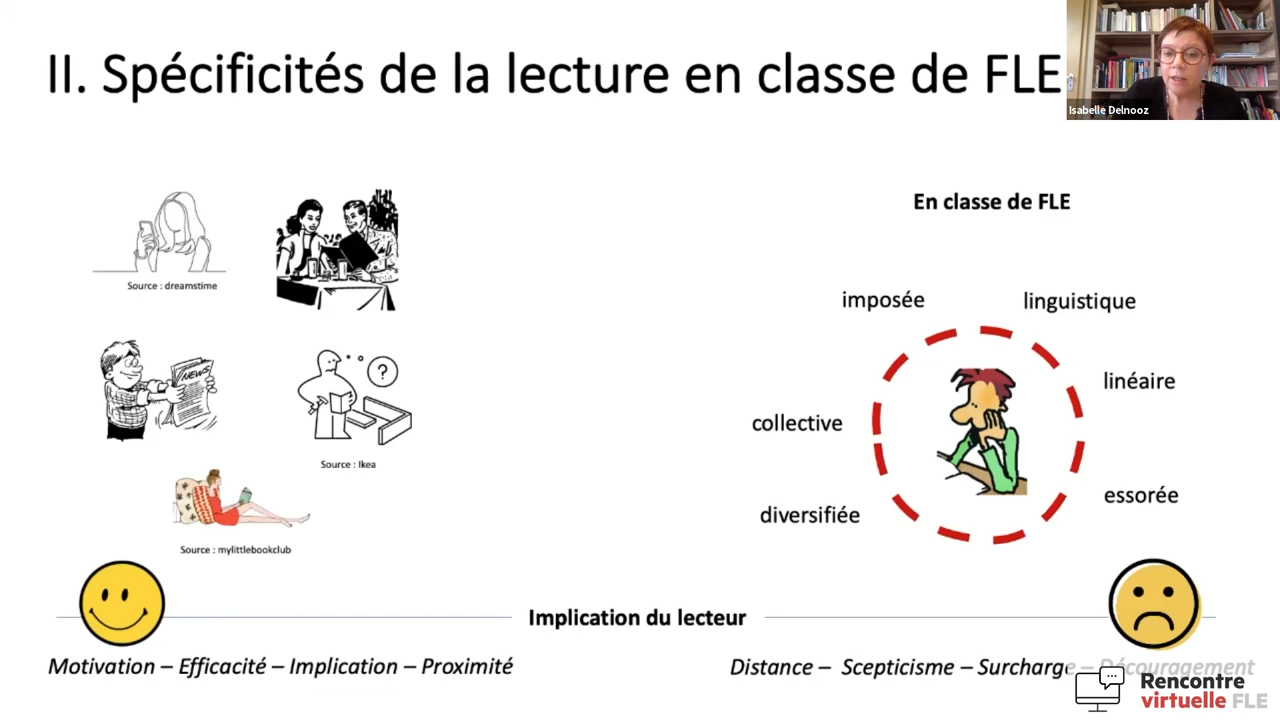 II. Spécificités de la lecture en classe de FLE
Isabelle Delnooz
En classe de FLE
Source : dreamstime
imposée
linguistique
NEWS
?
linéaire
collective
Source : Ikea
essorée
diversifiée
Source : mylittlebookclub
Implication du lecteur
Motivation – Efficacité – Implication – Proximité
Distance – Scepticisme – Surcharge – Découragement
Rencontre
virtuelle FLE